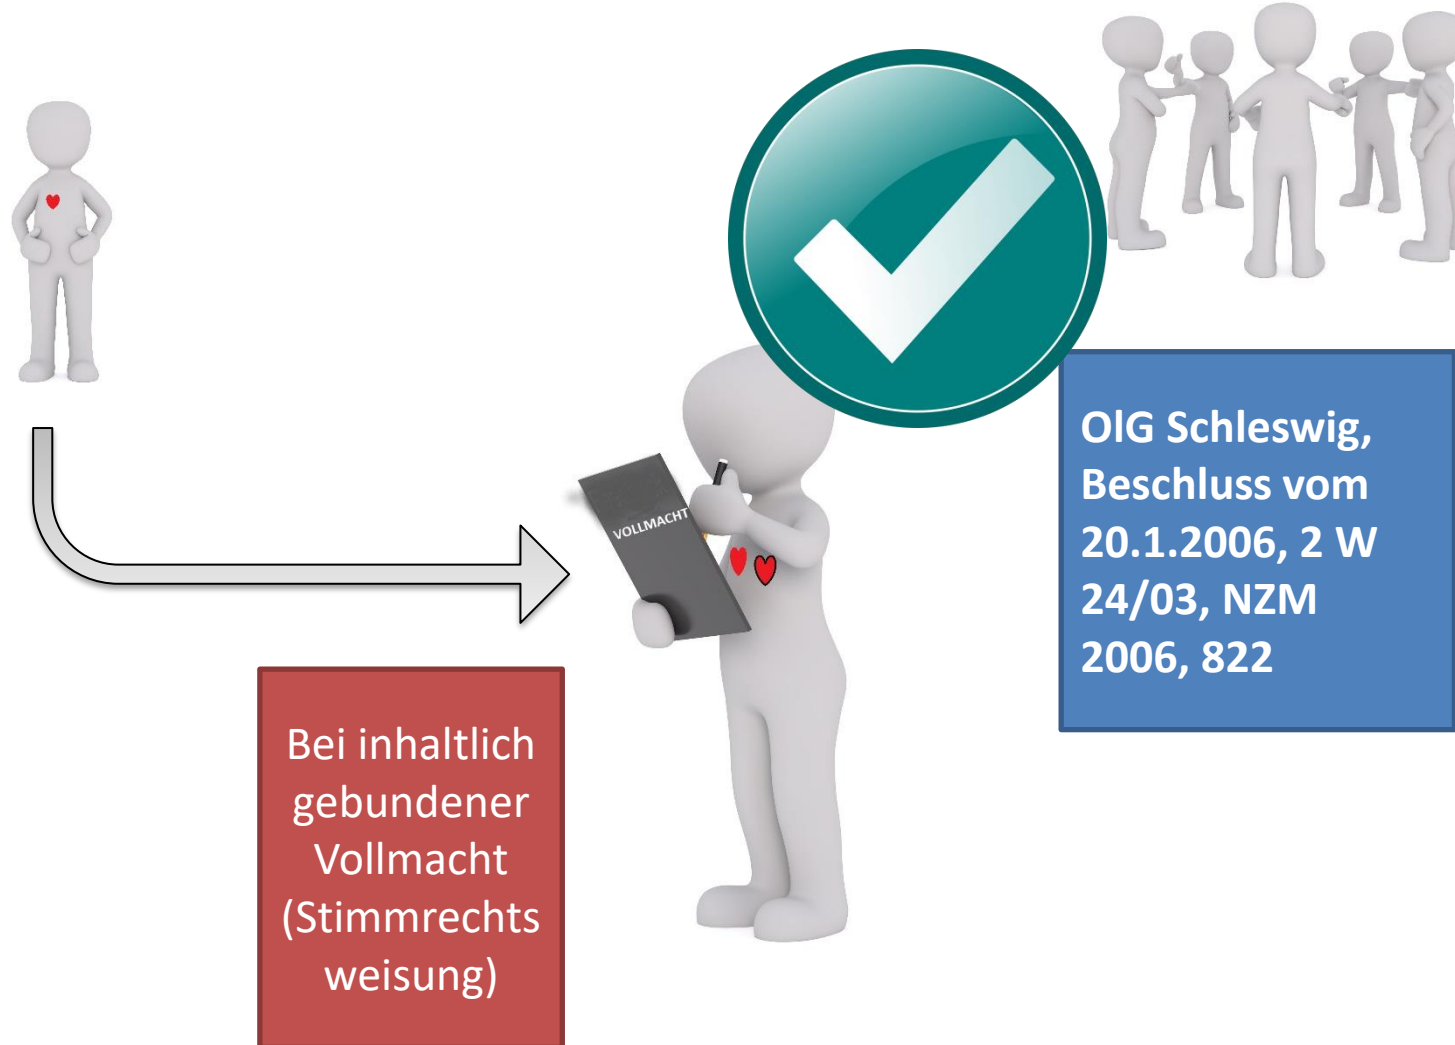 VOLLMACHT
OlG Schleswig,
Beschluss vom
20.1.2006, 2 W
24/03, NZM
2006, 822
Bei inhaltlich
gebundener
Vollmacht
(Stimmrechts
weisung)